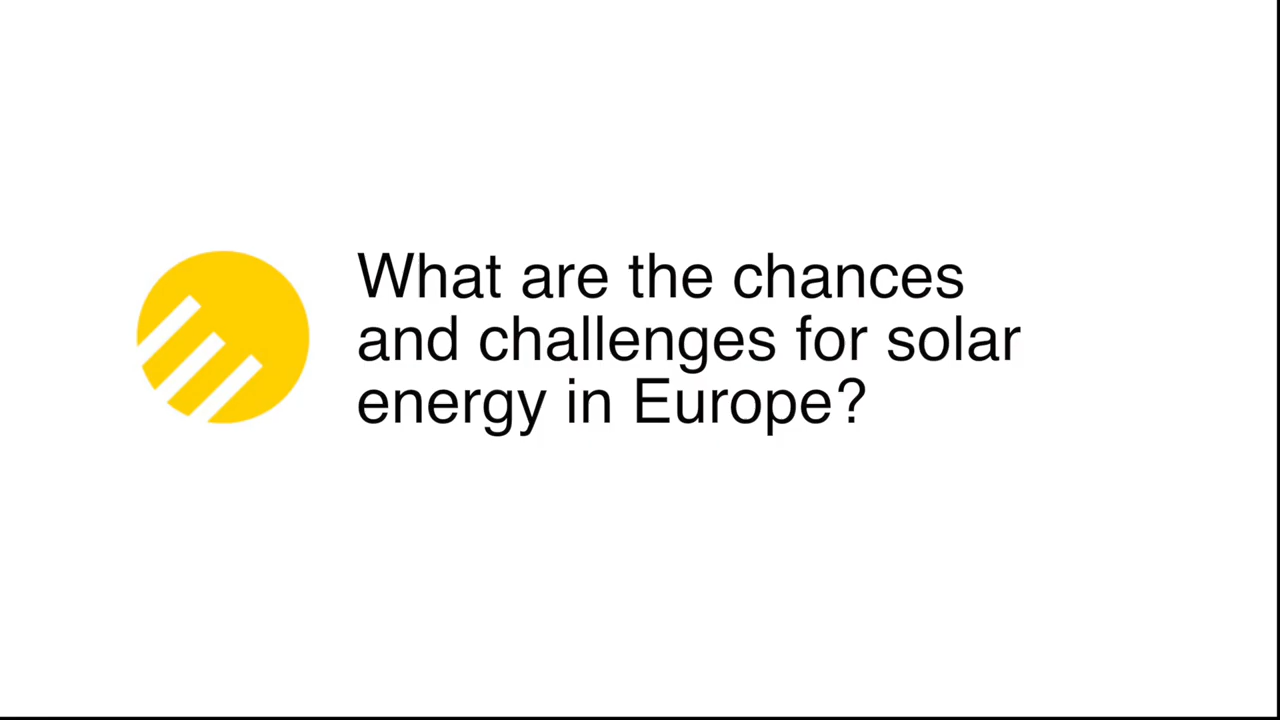 What are the chances
and challenges for solar
energy in Europe?